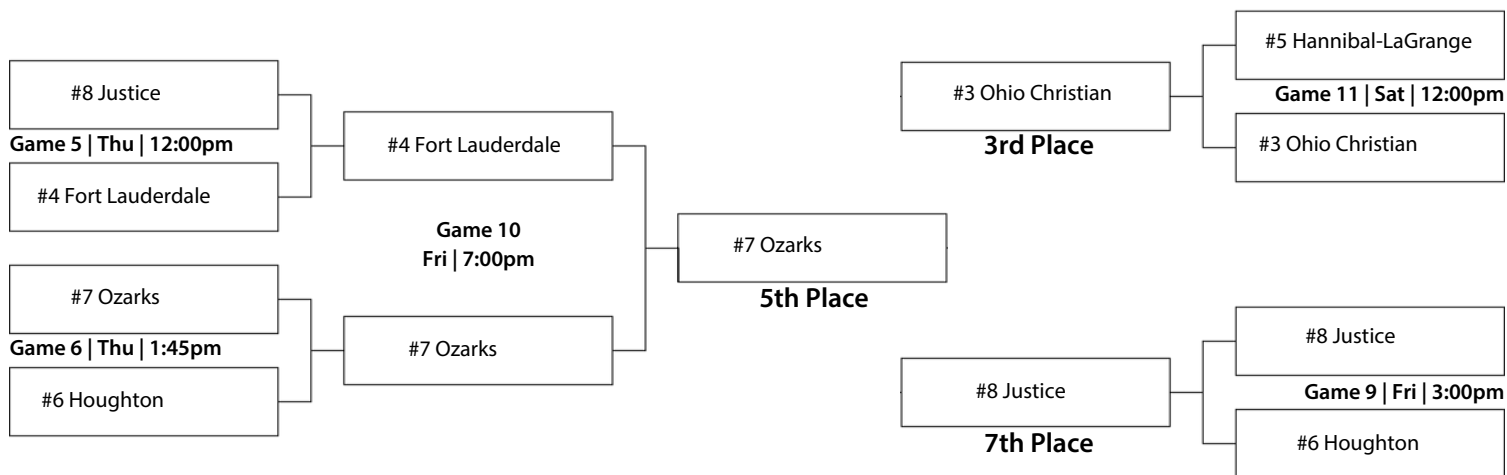 #8 Justice
Game 5 | Thu | 12:00pm
#4 Fort Lauderdale
#7 Ozarks
Game 6 | Thu | 1:45pm
#6 Houghton
#4 Fort Lauderdale
Game 10
Fri | 7:00pm
#7 Ozarks
#7 Ozarks
5th Place
#3 Ohio Christian
3rd Place
#5 Hannibal-LaGrange
Game 11 | Sat | 12:00pm
#3 Ohio Christian
#8 Justice
7th Place
#8 Justice
Game 9 | Fri | 3:00pm
#6 Houghton